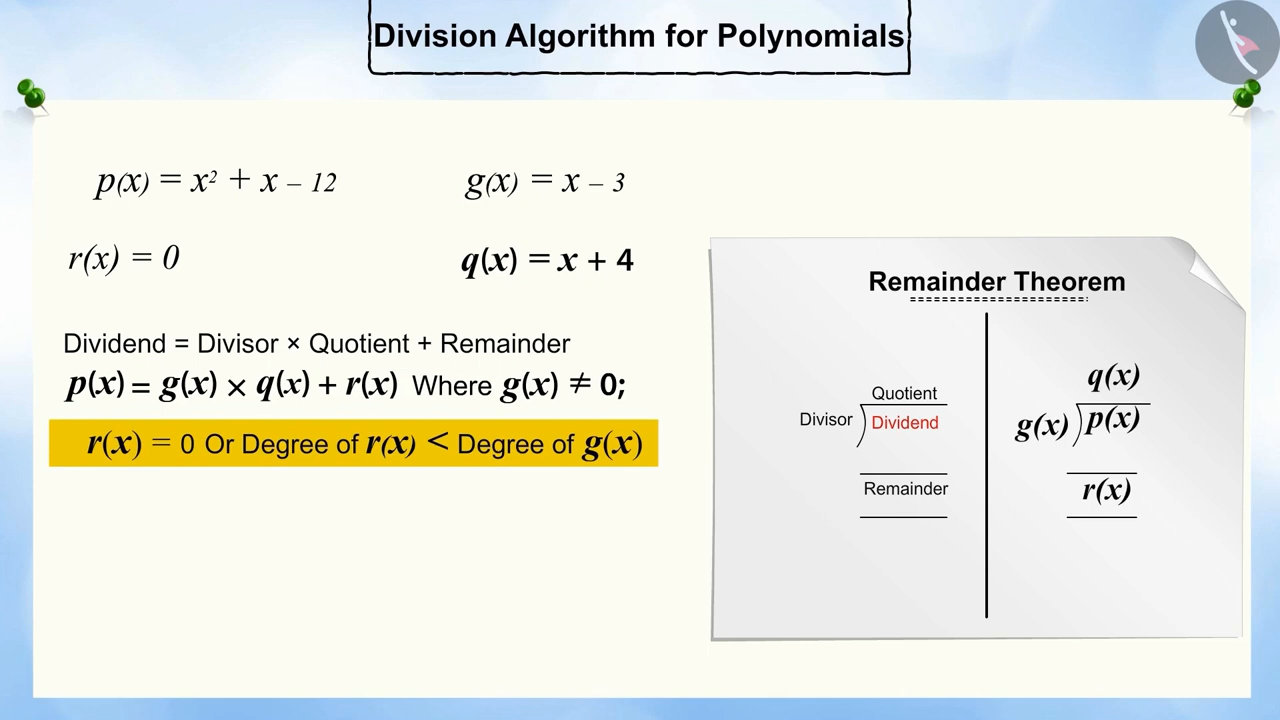 Division Algorithm for Polynomials
p(x) = x² + x – 12
g(x) = x – 3
r(x) = 0
q(x) = x + 4
Dividend = Divisor × Quotient + Remainder
p(x) = g(x) × q(x) + r(x) Where g(x) ≠ 0;
r(x) = 0 Or Degree of r(x) < Degree of g(x)
Remainder Theorem
Quotient
Divisor ) Dividend
Remainder
q(x)
g(x) ) p(x)
r(x)